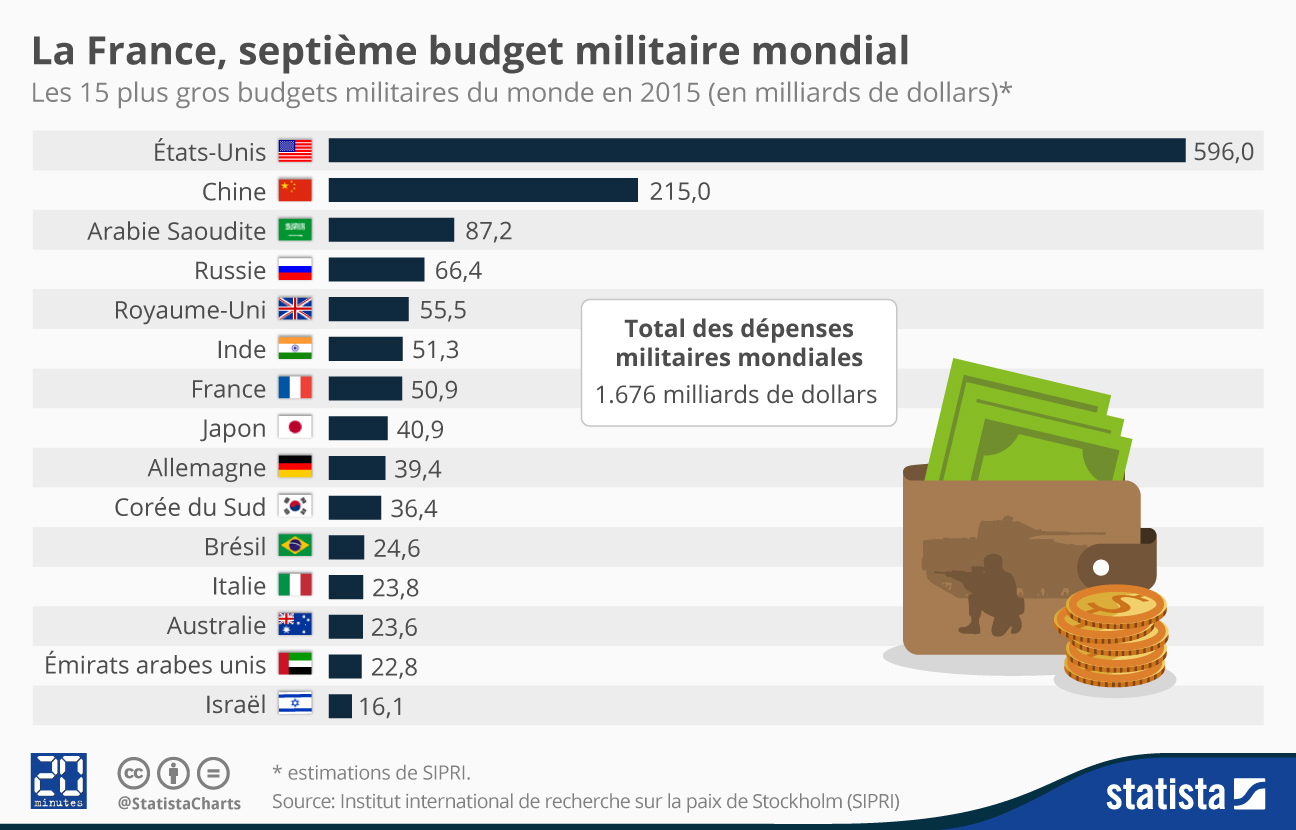 La France, septième budget militaire mondial
Les 15 plus gros budgets militaires du monde en 2015 (en milliards de dollars)*
États-Unis 596,0
Chine 215,0
Arabie Saoudite 87,2
Russie 66,4
Royaume-Uni 55,5
Inde 51,3
France 50,9
Japon 40,9
Allemagne 39,4
Corée du Sud 36,4
Brésil 24,6
Italie 23,8
Australie 23,6
Émirats arabes unis 22,8
Israël 16,1
Total des dépenses
militaires mondiales
1.676 milliards de dollars
20
minutes
cc
@StatistaCharts
* estimations de SIPRI.
Source: Institut international de recherche sur la paix de Stockholm (SIPRI)
statista